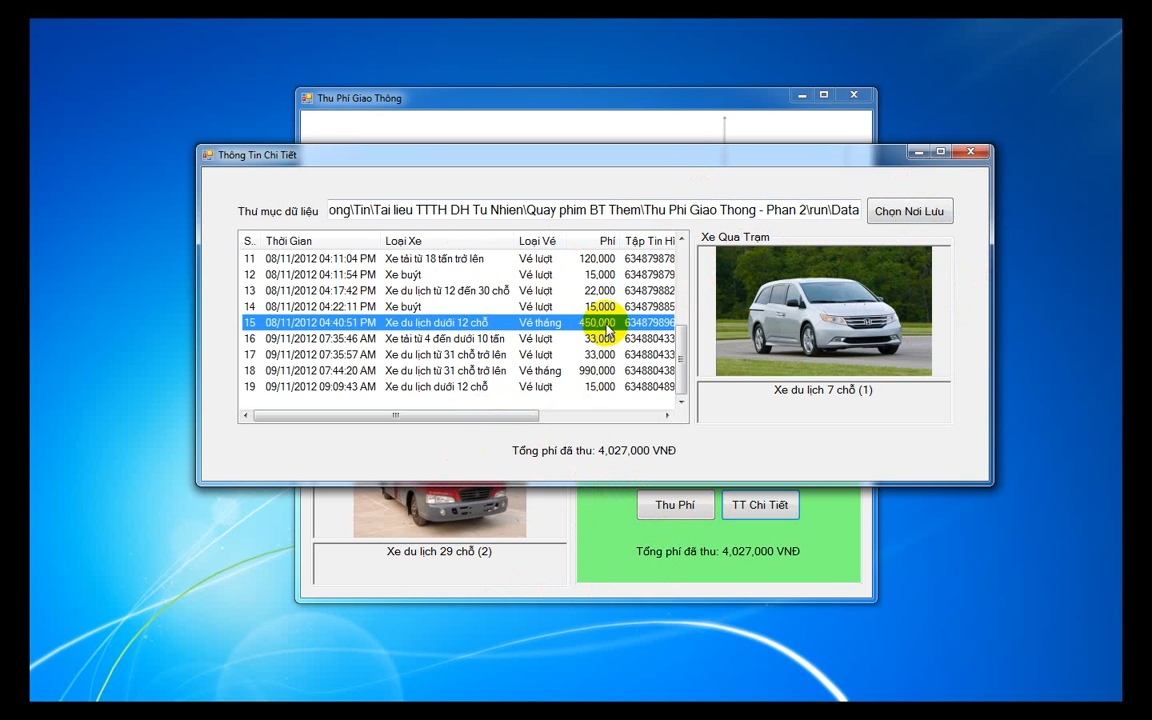 Thu Phí Giao Thông
Thông Tin Chi Tiết
Thư mục dữ liệu ong\Tin\Tai lieu TTTH DH Tu Nhien\Quay phim BT Them\Thu Phi Giao Thong - Phan 2\run\Data Chọn Nơi Lưu
S.. Thời Gian Loại Xe Loại Vé Phí Tập Tin Hì
11 08/11/2012 04:11:04 PM Xe tải từ 18 tấn trở lên Vé lượt 120,000 634879878
12 08/11/2012 04:11:54 PM Xe buýt Vé lượt 15,000 634879879
13 08/11/2012 04:17:42 PM Xe du lịch từ 12 đến 30 chỗ Vé lượt 22,000 634879882
14 08/11/2012 04:22:11 PM Xe buýt Vé lượt 15,000 634879885
15 08/11/2012 04:40:51 PM Xe du lịch dưới 12 chỗ Vé tháng 450,000 634879896
16 09/11/2012 07:35:46 AM Xe tải từ 4 đến dưới 10 tấn Vé lượt 33,000 634880433
17 09/11/2012 07:35:57 AM Xe du lịch từ 31 chỗ trở lên Vé lượt 33,000 634880433
18 09/11/2012 07:44:20 AM Xe du lịch từ 31 chỗ trở lên Vé tháng 990,000 634880438
19 09/11/2012 09:09:43 AM Xe du lịch dưới 12 chỗ Vé lượt 15,000 634880489
Xe Qua Trạm
Xe du lịch 7 chỗ (1)
Tổng phí đã thu: 4,027,000 VNĐ
Thu Phí TT Chi Tiết
Xe du lịch 29 chỗ (2)
Tổng phí đã thu: 4,027,000 VNĐ